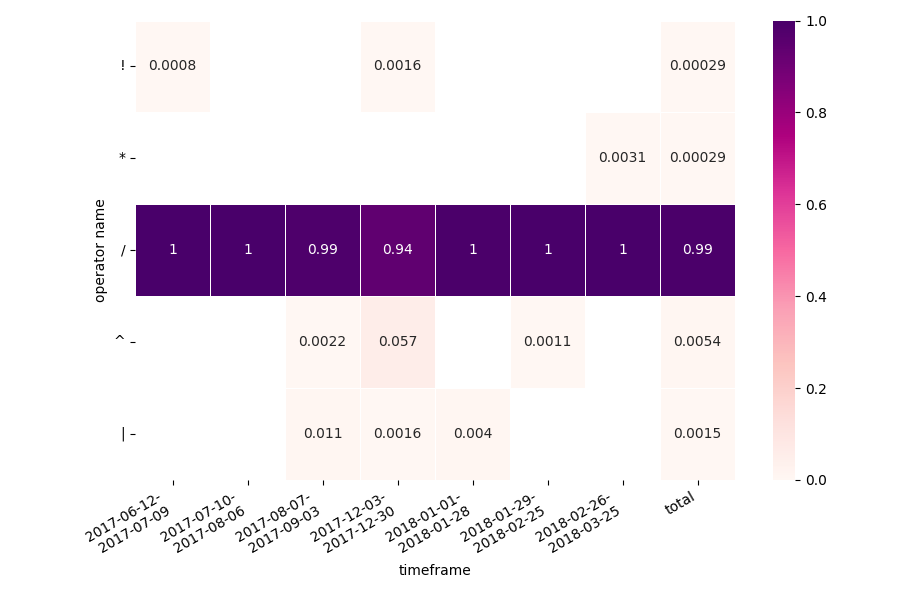 1.0
! 0.0008 0.0016 0.00029
0.8
* 0.0031 0.00029
0.6
operator name
/ 1 1 0.99 0.94 1 1 1 0.99
0.4
^ 0.0022 0.057 0.0011 0.0054
0.2
| 0.011 0.0016 0.004 0.0015
0.0
2017-06-12-
2017-07-09
2017-07-10-
2017-08-06
2017-08-07-
2017-09-03
2017-12-03-
2017-12-30
2018-01-01-
2018-01-28
2018-01-29-
2018-02-25
2018-02-26-
2018-03-25
total
timeframe